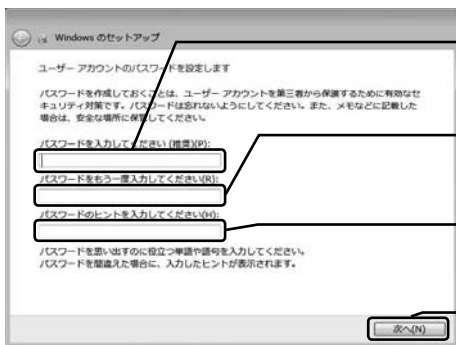 Windows のセットアップ
ユーザー アカウントのパスワードを設定します
パスワードを作成しておくことは、ユーザー アカウントを第三者から保護するために有効なセ
キュリティ対策です。パスワードは忘れないようにしてください。また、メモなどに記載した
場合は、安全な場所に保管してください。
パスワードを入力してください (推奨)(P):
パスワードをもう一度入力してください(R):
パスワードのヒントを入力してください(H):
パスワードを思い出すのに役立つ単語や語句を入力してください。
パスワードを間違えた場合に、入力したヒントが表示されます。
次へ(N)